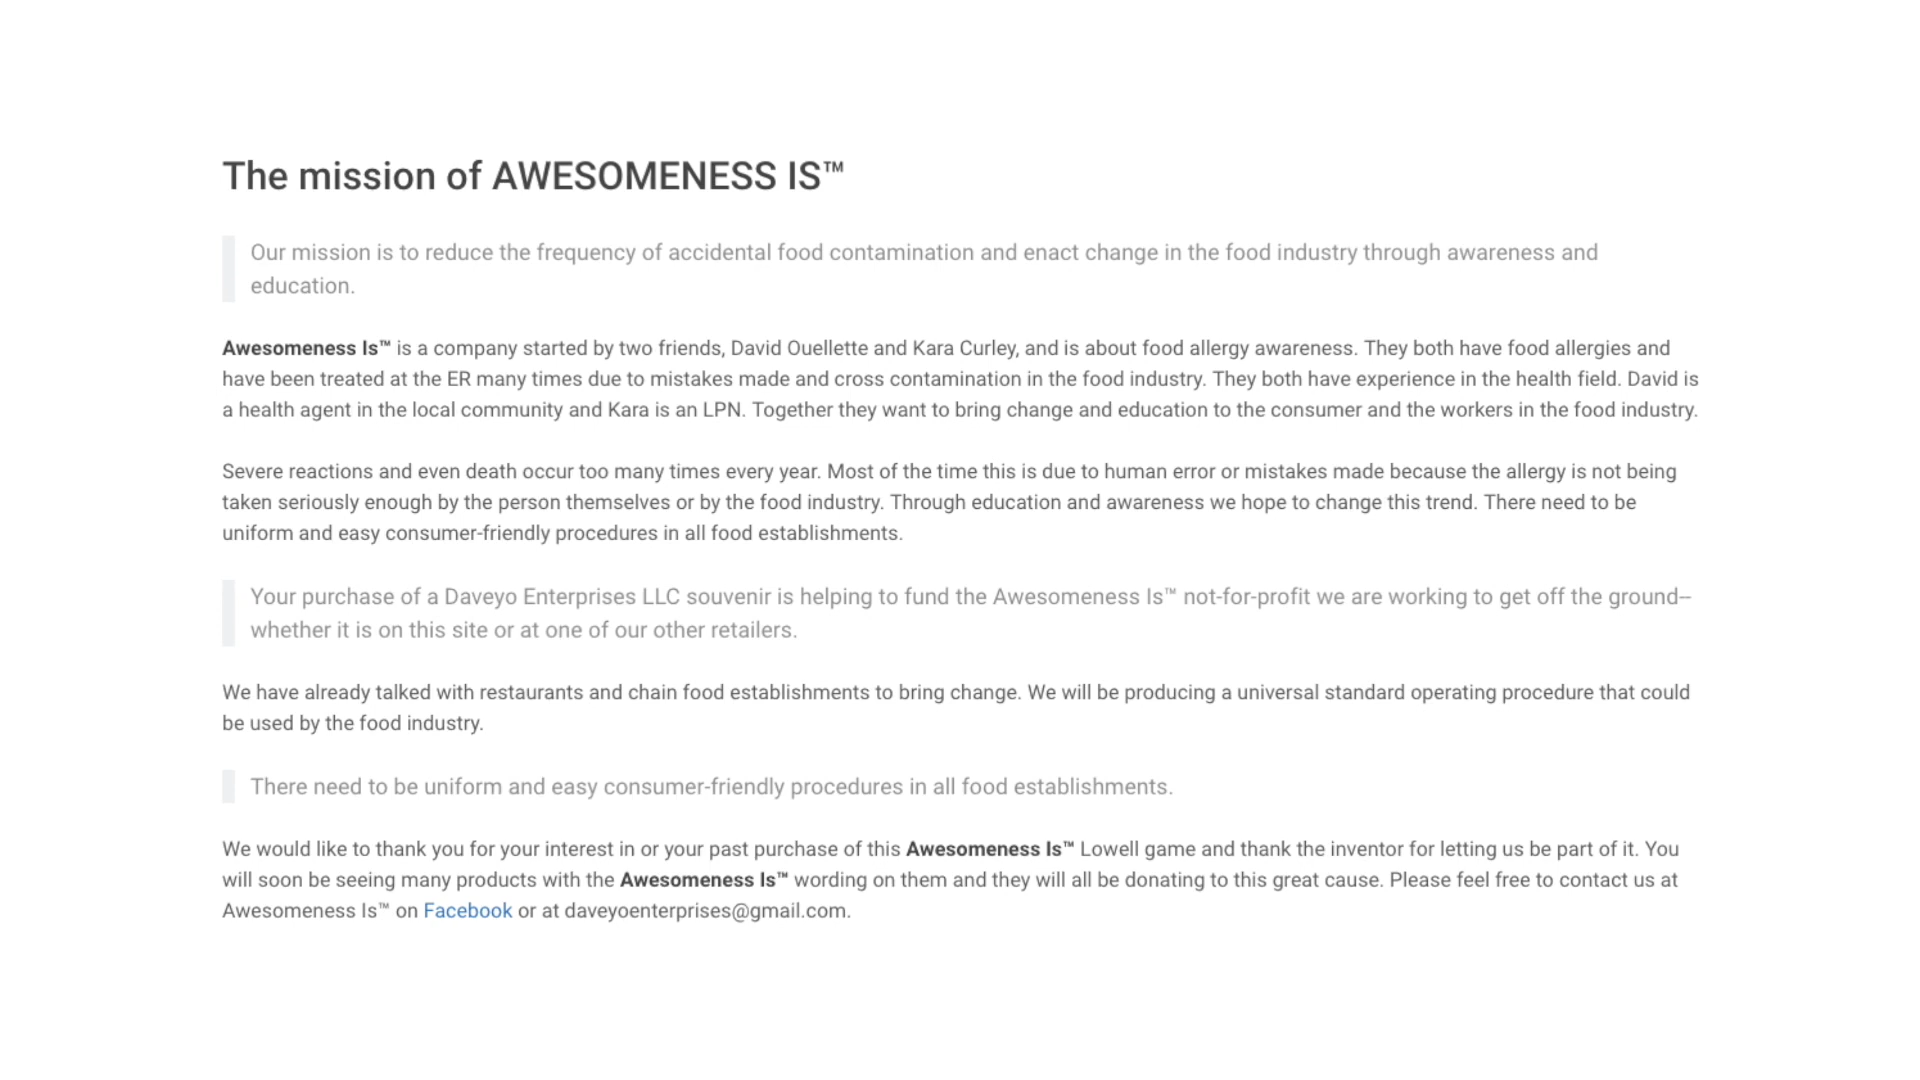 The mission of AWESOMENESS IS™
Our mission is to reduce the frequency of accidental food contamination and enact change in the food industry through awareness and
education.
Awesomeness Is™ is a company started by two friends, David Ouellette and Kara Curley, and is about food allergy awareness. They both have food allergies and
have been treated at the ER many times due to mistakes made and cross contamination in the food industry. They both have experience in the health field. David is
a health agent in the local community and Kara is an LPN. Together they want to bring change and education to the consumer and the workers in the food industry.
Severe reactions and even death occur too many times every year. Most of the time this is due to human error or mistakes made because the allergy is not being
taken seriously enough by the person themselves or by the food industry. Through education and awareness we hope to change this trend. There need to be
uniform and easy consumer-friendly procedures in all food establishments.
Your purchase of a Daveyo Enterprises LLC souvenir is helping to fund the Awesomeness Is™ not-for-profit we are working to get off the ground--
whether it is on this site or at one of our other retailers.
We have already talked with restaurants and chain food establishments to bring change. We will be producing a universal standard operating procedure that could
be used by the food industry.
There need to be uniform and easy consumer-friendly procedures in all food establishments.
We would like to thank you for your interest in or your past purchase of this Awesomeness Is™ Lowell game and thank the inventor for letting us be part of it. You
will soon be seeing many products with the Awesomeness Is™ wording on them and they will all be donating to this great cause. Please feel free to contact us at
Awesomeness Is™ on Facebook or at daveyoenterprises@gmail.com.